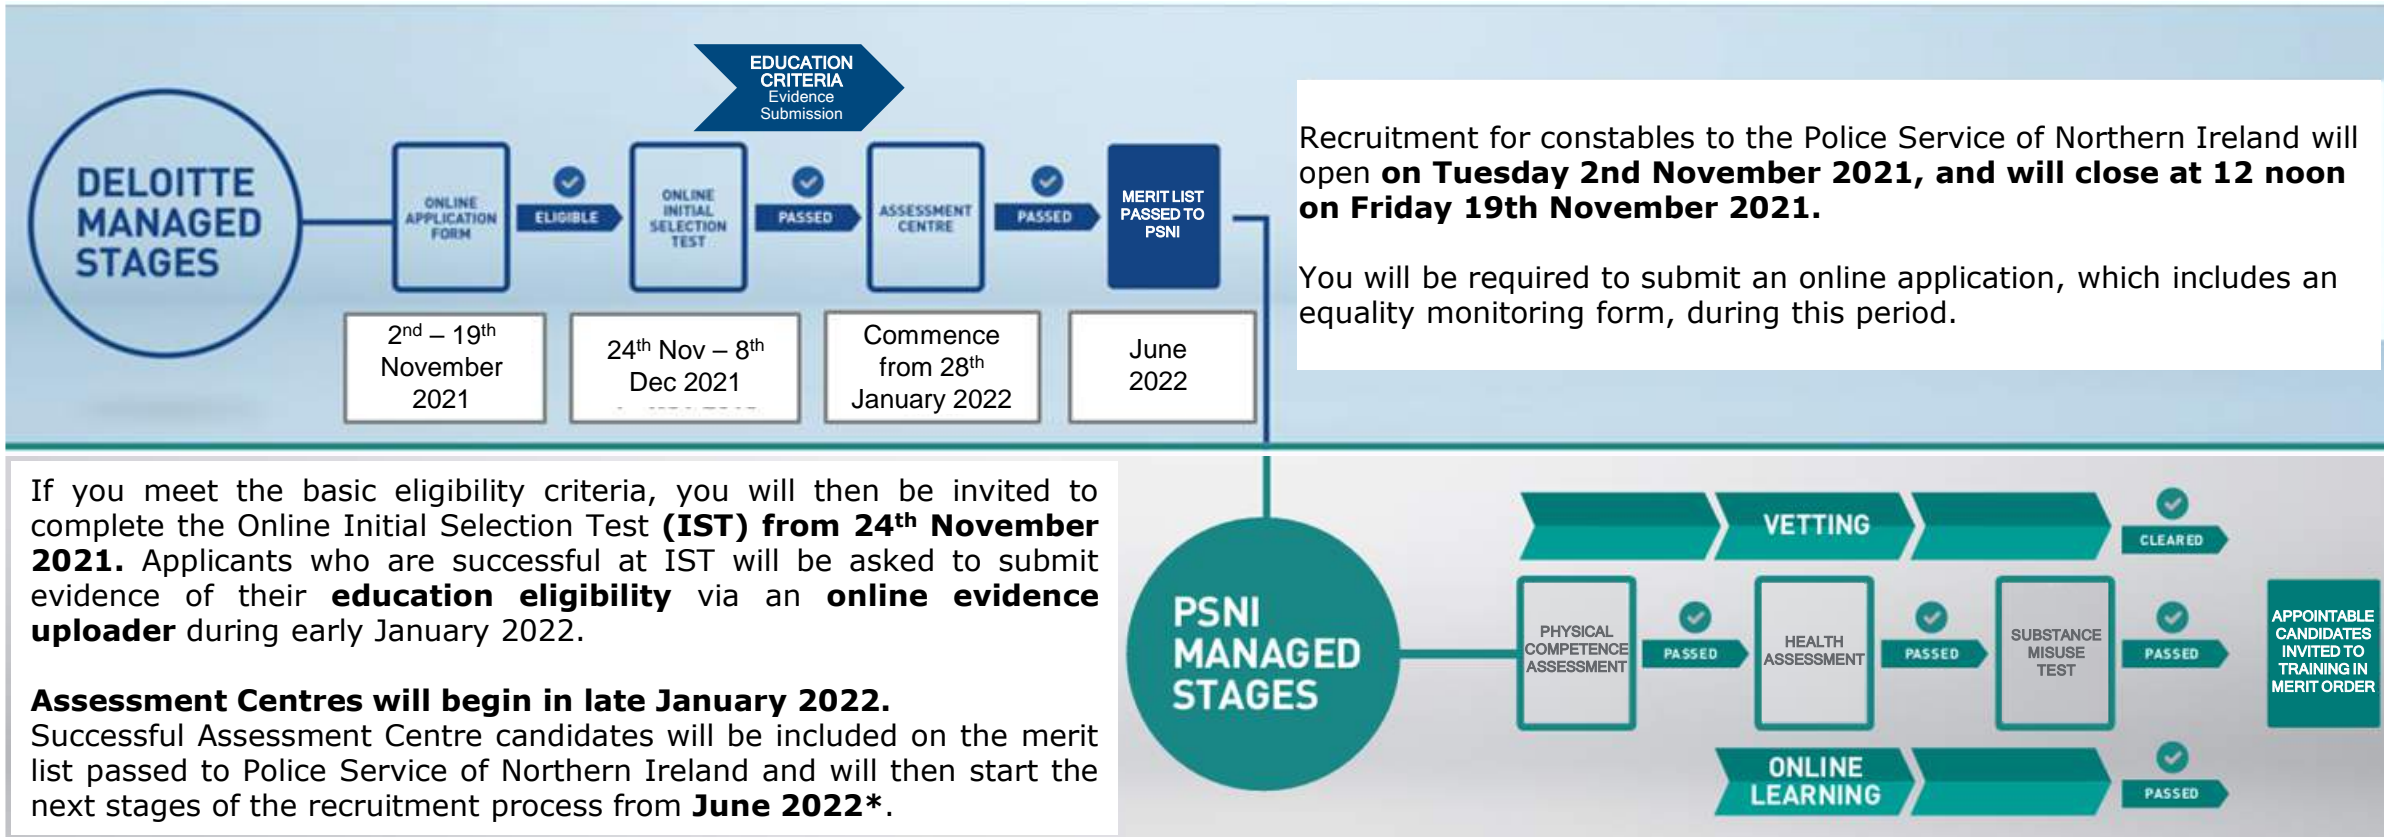 EDUCATION
CRITERIA
Evidence
Submission
DELOITTE
MANAGED
STAGES
ONLINE
APPLICATION
FORM
ELIGIBLE
ONLINE
INITIAL
SELECTION
TEST
PASSED
ASSESSMENT
CENTRE
PASSED
MERIT LIST
PASSED TO
PSNI
2nd – 19th
November
2021
24th Nov – 8th
Dec 2021
Commence
from 28th
January 2022
June
2022
Recruitment for constables to the Police Service of Northern Ireland will
open on Tuesday 2nd November 2021, and will close at 12 noon
on Friday 19th November 2021.
You will be required to submit an online application, which includes an
equality monitoring form, during this period.
If you meet the basic eligibility criteria, you will then be invited to
complete the Online Initial Selection Test (IST) from 24th November
2021. Applicants who are successful at IST will be asked to submit
evidence of their education eligibility via an online evidence
uploader during early January 2022.
Assessment Centres will begin in late January 2022.
Successful Assessment Centre candidates will be included on the merit
list passed to Police Service of Northern Ireland and will then start the
next stages of the recruitment process from June 2022*.
PSNI
MANAGED
STAGES
VETTING
CLEARED
PHYSICAL
COMPETENCE
ASSESSMENT
PASSED
HEALTH
ASSESSMENT
PASSED
SUBSTANCE
MISUSE
TEST
PASSED
APPOINTABLE
CANDIDATES
INVITED TO
TRAINING IN
MERIT ORDER
ONLINE
LEARNING
PASSED